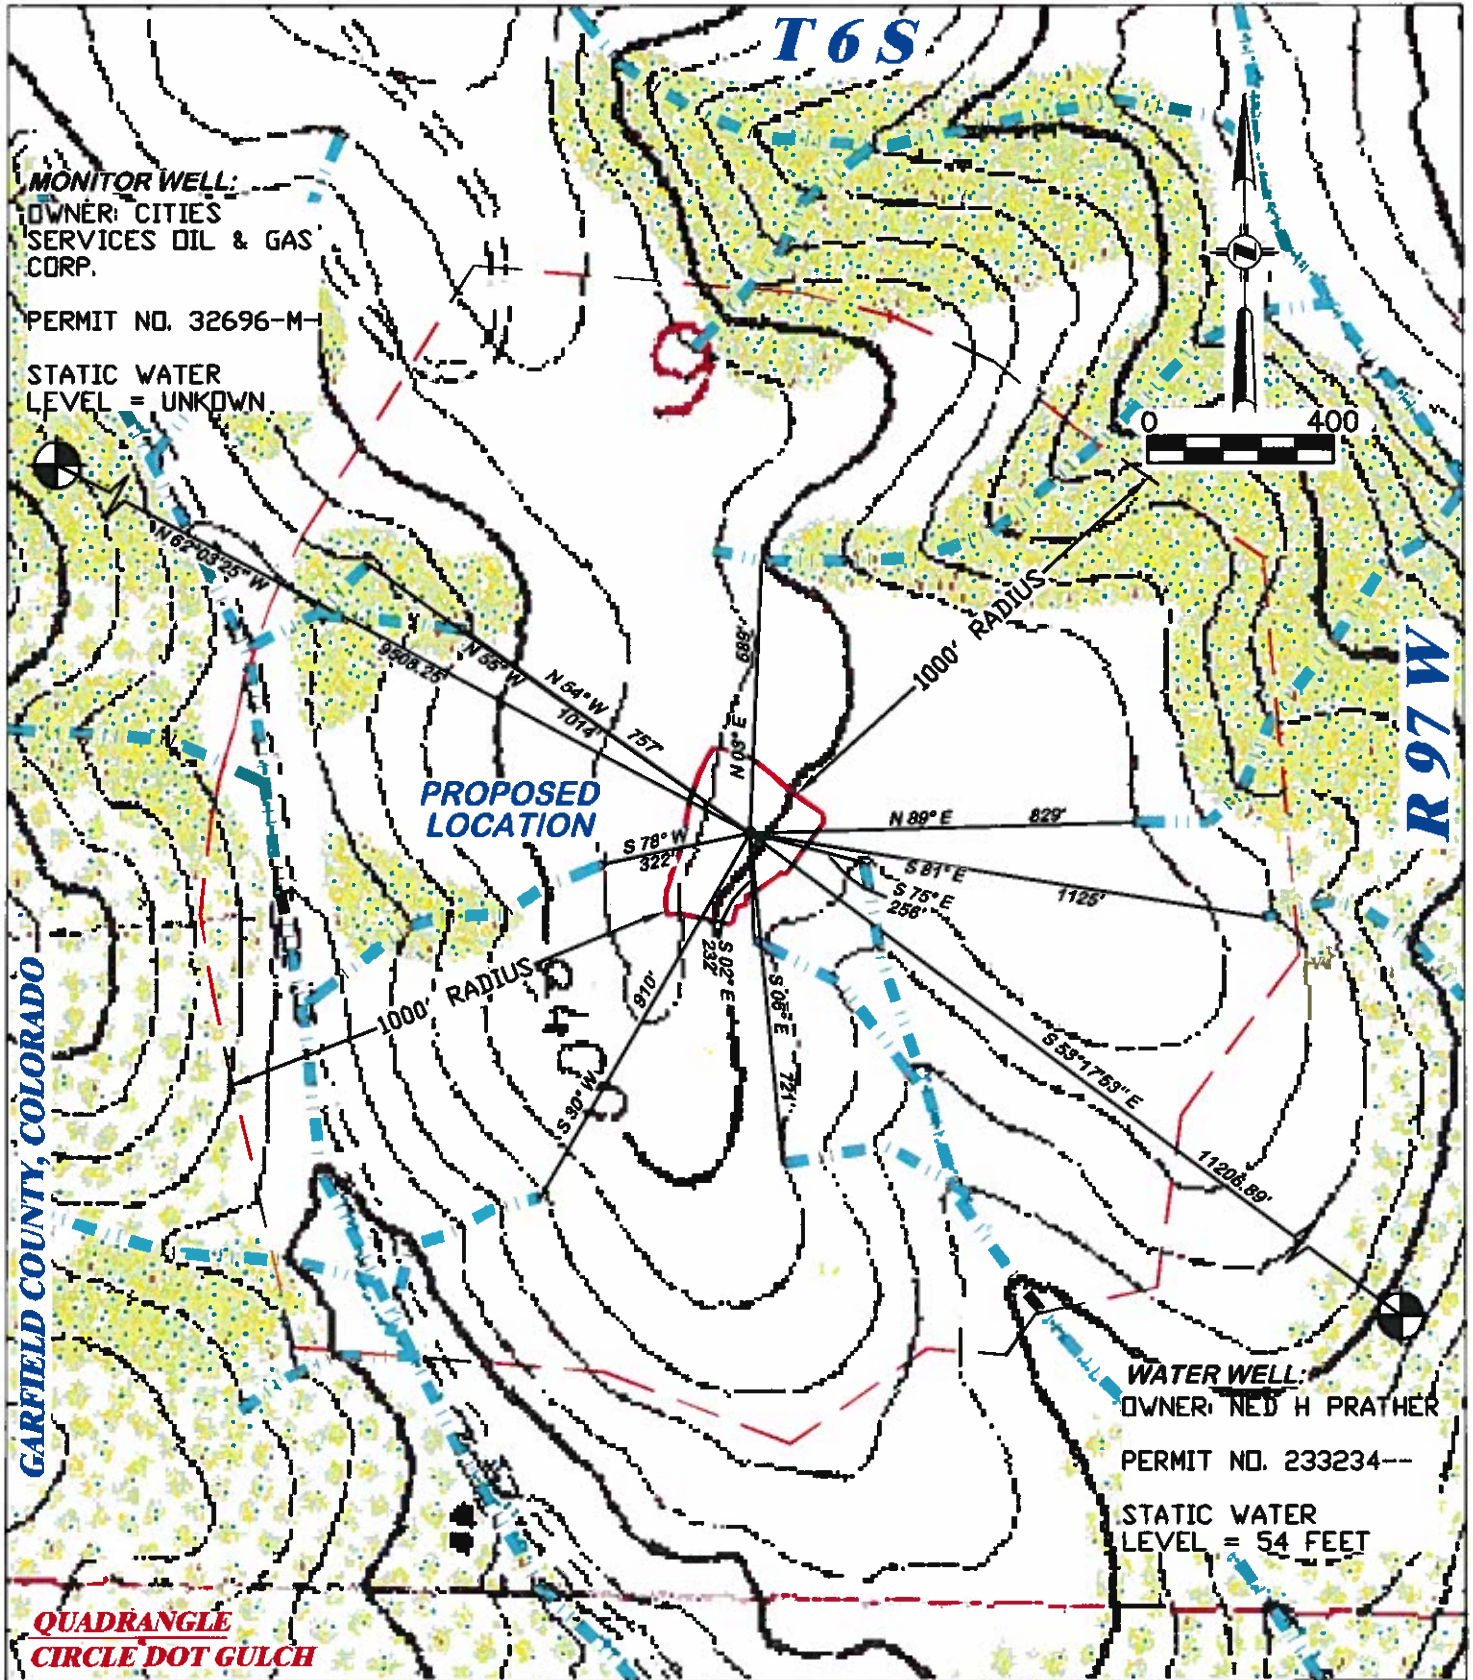 T 6 S
MONITOR WELL:
OWNER: CITIES
SERVICES OIL & GAS
CORP.
PERMIT NO. 32696-M-
STATIC WATER
LEVEL = UNKOWN
9
0 400
N 62°03'25" W
9508.25'
N 55° W
1014'
N 54° W
757'
689'
N 03° E
1000' RADIUS
R 97 W
PROPOSED
LOCATION
S 78° W
322'
N 89° E 829'
S 81° E
1125'
S 75° E
256'
S 02° E
232'
S 06° E
721'
910'
S 30° W
1000' RADIUS
S 53°17'53" E
11206.89'
GARFIELD COUNTY, COLORADO
WATER WELL:
OWNER: NED H PRATHER
PERMIT NO. 233234--
STATIC WATER
LEVEL = 54 FEET
QUADRANGLE
CIRCLE DOT GULCH